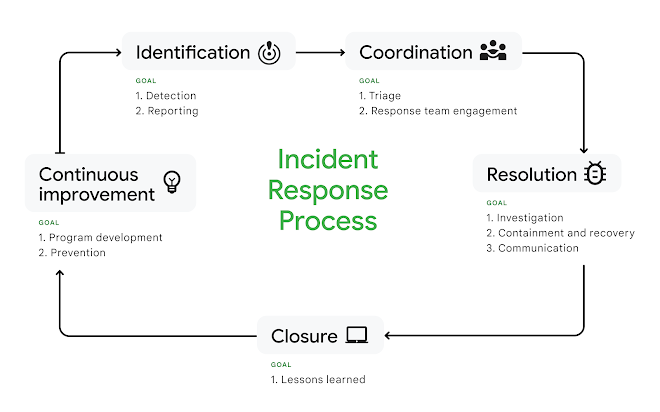 Identification
GOAL
1. Detection
2. Reporting
Coordination
GOAL
1. Triage
2. Response team engagement
Incident
Response
Process
Continuous
improvement
GOAL
1. Program development
2. Prevention
Resolution
GOAL
1. Investigation
2. Containment and recovery
3. Communication
Closure
GOAL
1. Lessons learned